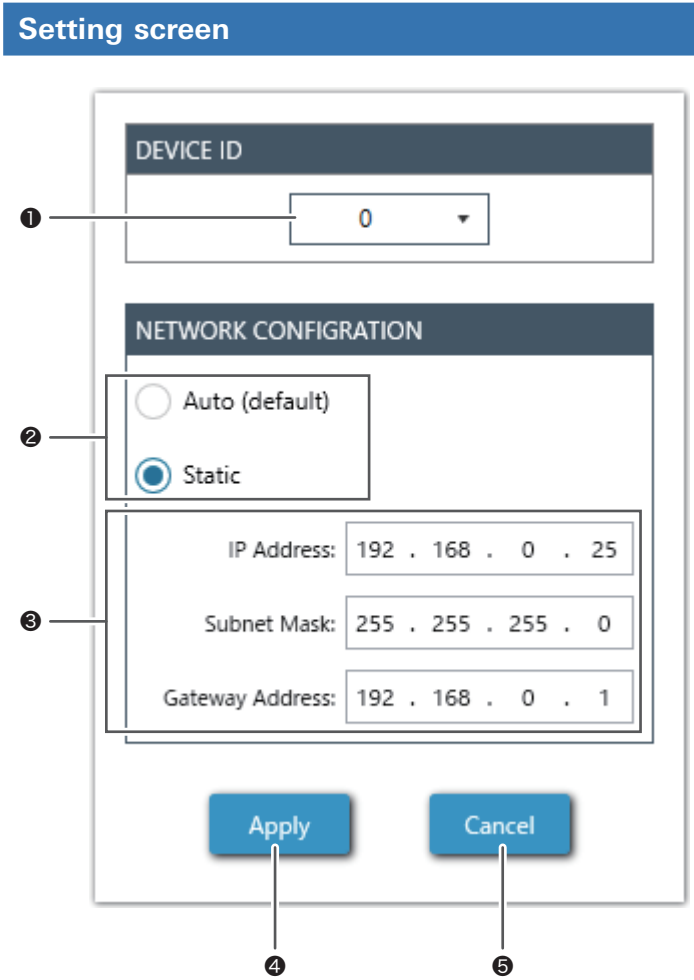 Setting screen
DEVICE ID
❶ 0
NETWORK CONFIGRATION
Auto (default)
❷
Static
IP Address: 192 . 168 . 0 . 25
❸ Subnet Mask: 255 . 255 . 255 . 0
Gateway Address: 192 . 168 . 0 . 1
Apply Cancel
❹ ❺